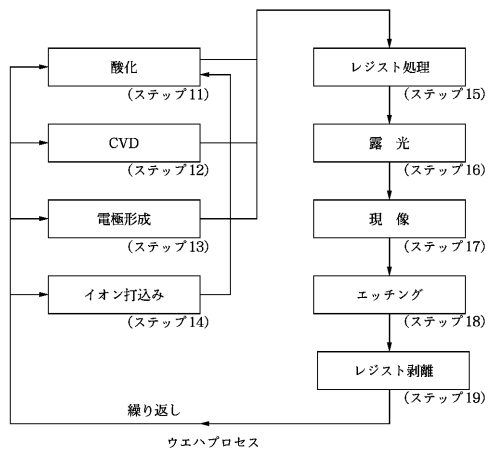 酸化
(ステップ11)
CVD
(ステップ12)
電極形成
(ステップ13)
イオン打込み
(ステップ14)
レジスト処理
(ステップ15)
露 光
(ステップ16)
現 像
(ステップ17)
エッチング
(ステップ18)
レジスト剥離
(ステップ19)
繰り返し
ウエハプロセス